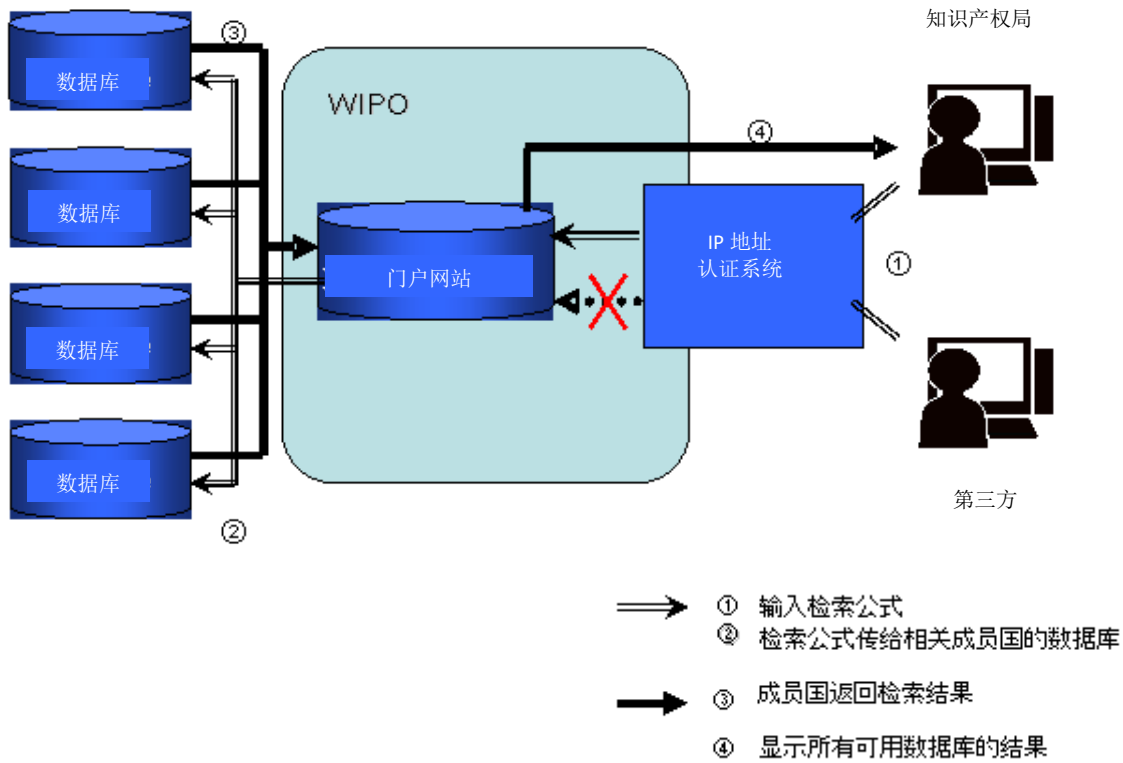 知识产权局
③
数据库
WIPO
④
数据库
IP 地址
认证系统
①
门户网站
数据库
数据库
第三方
②
① 输入检索公式
② 检索公式传给相关成员国的数据库
③ 成员国返回检索结果
④ 显示所有可用数据库的结果